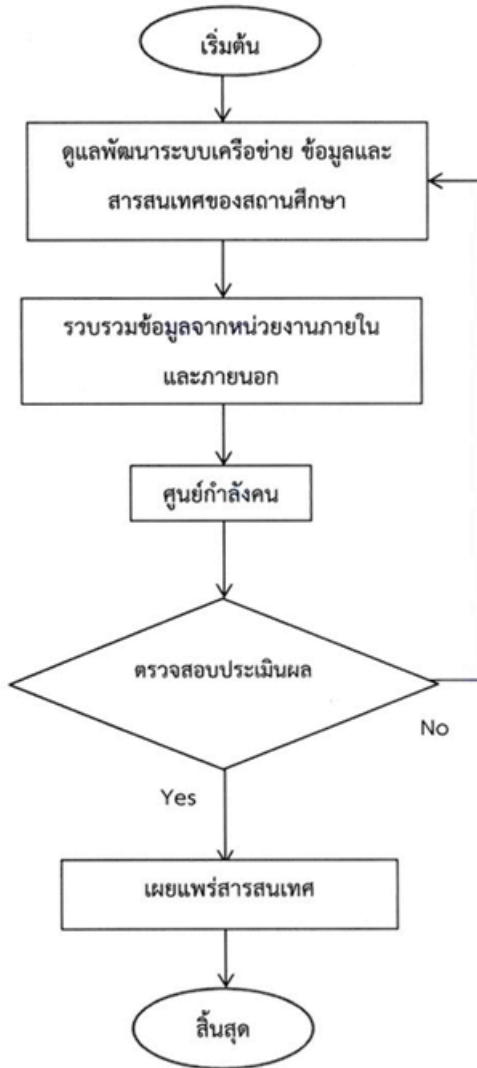 เริ่มต้น
ดูแลพัฒนาระบบเครือข่าย ข้อมูลและ
สารสนเทศของสถานศึกษา
รวบรวมข้อมูลจากหน่วยงานภายใน
และภายนอก
ศูนย์กำลังคน
ตรวจสอบประเมินผล
No
Yes
เผยแพร่สารสนเทศ
สิ้นสุด